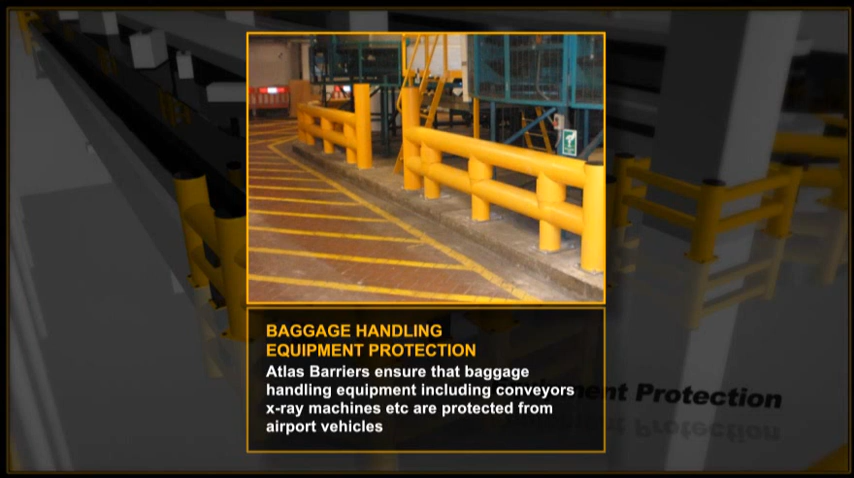 BAGGAGE HANDLING
EQUIPMENT PROTECTION
Atlas Barriers ensure that baggage
handling equipment including conveyors
x-ray machines etc are protected from
airport vehicles
Protection